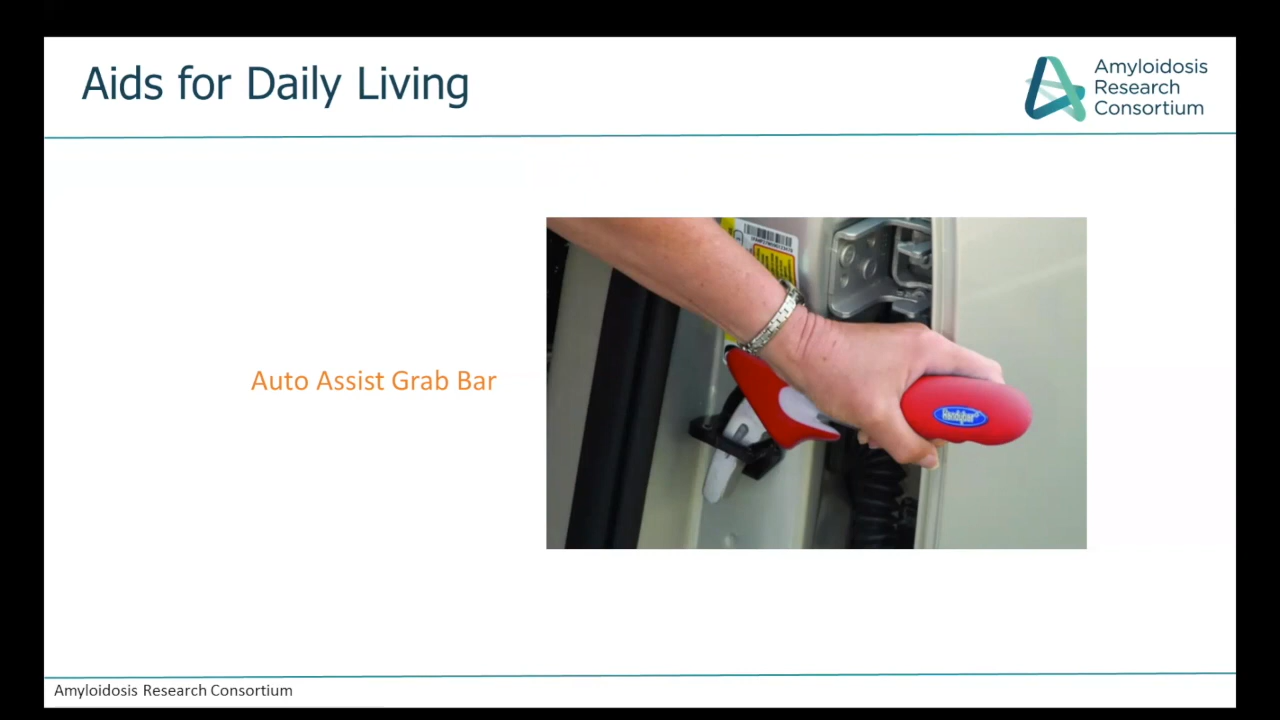 Aids for Daily Living
Amyloidosis
Research
Consortium
Auto Assist Grab Bar
Handybar
Amyloidosis Research Consortium